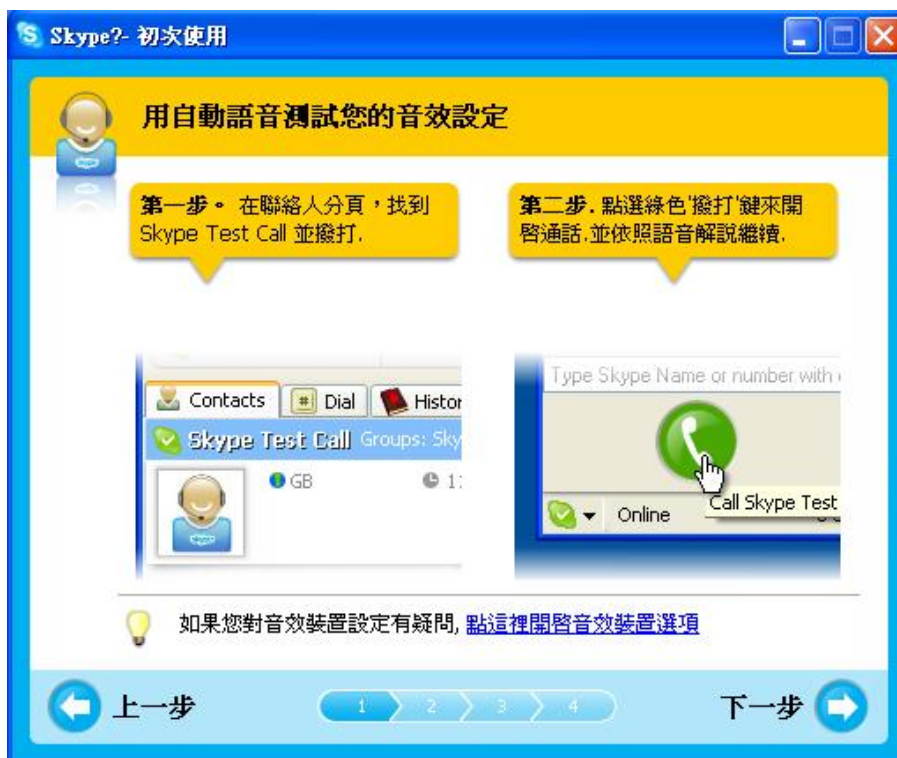 Skype?- 初次使用
用自動語音測試您的音效設定
第一步。 在聯絡人分頁,找到
Skype Test Call 並撥打.
第二步. 點選綠色'撥打'鍵來開
啓通話.並依照語音解說繼續.
Contacts
Dial
Histor
Skype Test Call Groups: Sky
GB
Type Skype Name or number with
Call Skype Test
Online
如果您對音效裝置設定有疑問, 點這裡開啓音效裝置選項
上一步
1 2 3 4
下一步